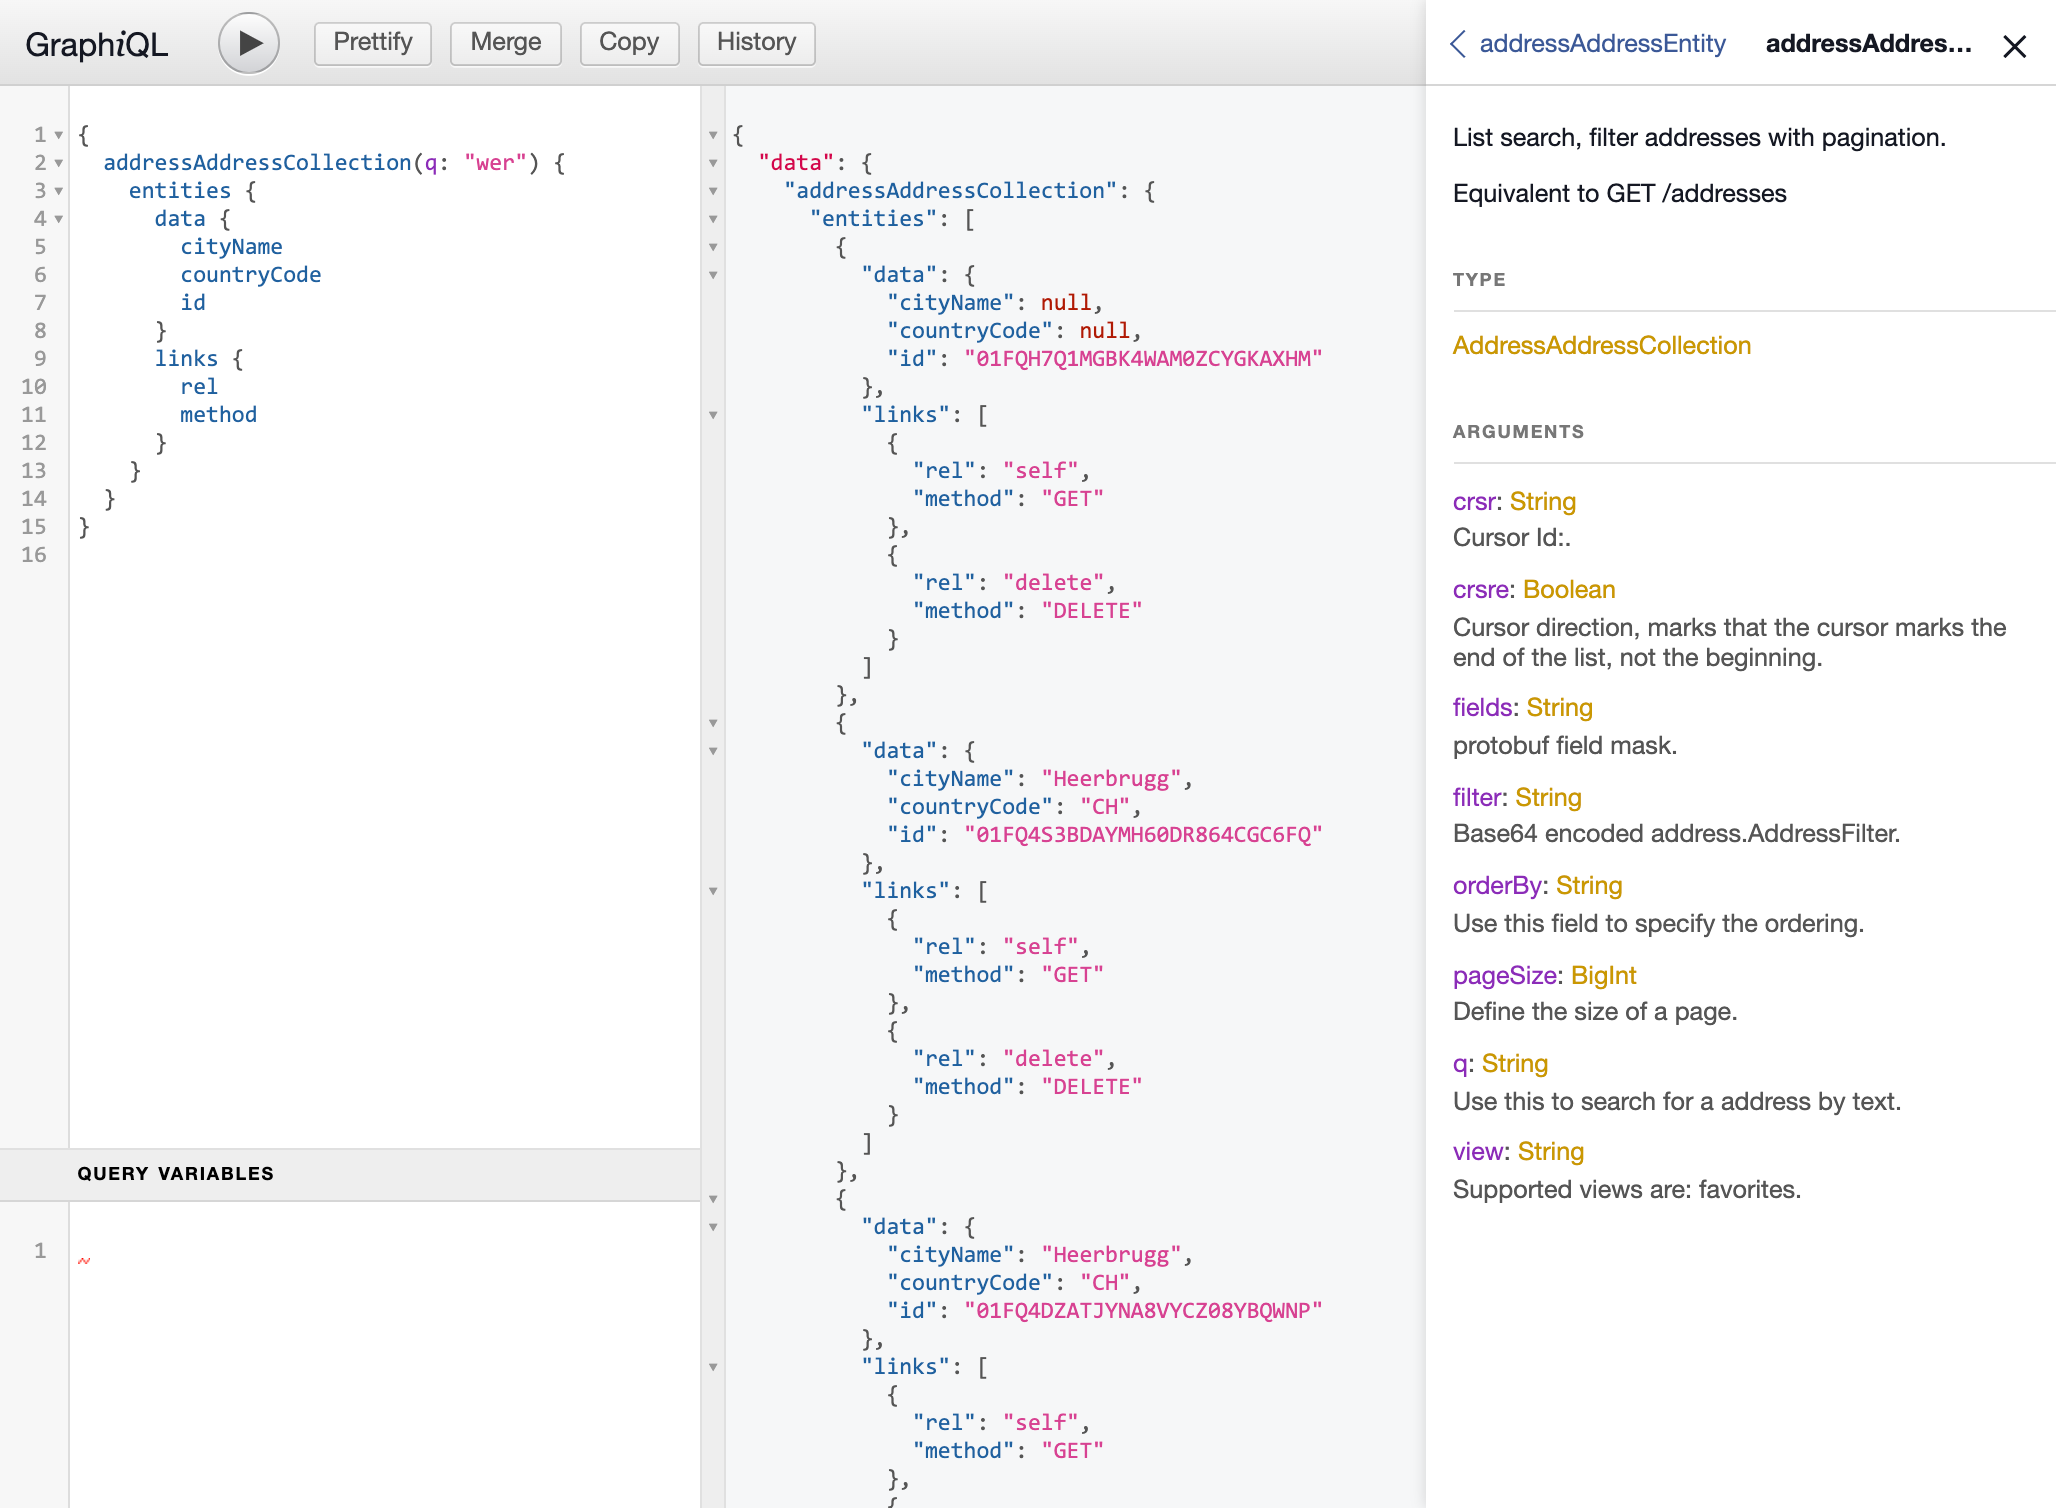 GraphiQL
Prettify
Merge
Copy
History
1 {
2 addressAddressCollection(q: "wer") {
3 entities {
4 data {
5 cityName
6 countryCode
7 id
8 }
9 links {
10 rel
11 method
12 }
13 }
14 }
15 }
16
QUERY VARIABLES
1
{
"data": {
"addressAddressCollection": {
"entities": [
{
"data": {
"cityName": null,
"countryCode": null,
"id": "01FQH7Q1MGBK4WAM0ZCYGKAXHM"
},
"links": [
{
"rel": "self",
"method": "GET"
},
{
"rel": "delete",
"method": "DELETE"
}
]
},
{
"data": {
"cityName": "Heerbrugg",
"countryCode": "CH",
"id": "01FQ4S3BDAYMH60DR864CGC6FQ"
},
"links": [
{
"rel": "self",
"method": "GET"
},
{
"rel": "delete",
"method": "DELETE"
}
]
},
{
"data": {
"cityName": "Heerbrugg",
"countryCode": "CH",
"id": "01FQ4DZATJYNA8VYCZ08YBQWNP"
},
"links": [
{
"rel": "self",
"method": "GET"
},
{
addressAddressEntity
addressAddres...
List search, filter addresses with pagination.
Equivalent to GET /addresses
TYPE
AddressAddressCollection
ARGUMENTS
crsr: String
Cursor Id:.
crsre: Boolean
Cursor direction, marks that the cursor marks the
end of the list, not the beginning.
fields: String
protobuf field mask.
filter: String
Base64 encoded address.AddressFilter.
orderBy: String
Use this field to specify the ordering.
pageSize: BigInt
Define the size of a page.
q: String
Use this to search for a address by text.
view: String
Supported views are: favorites.